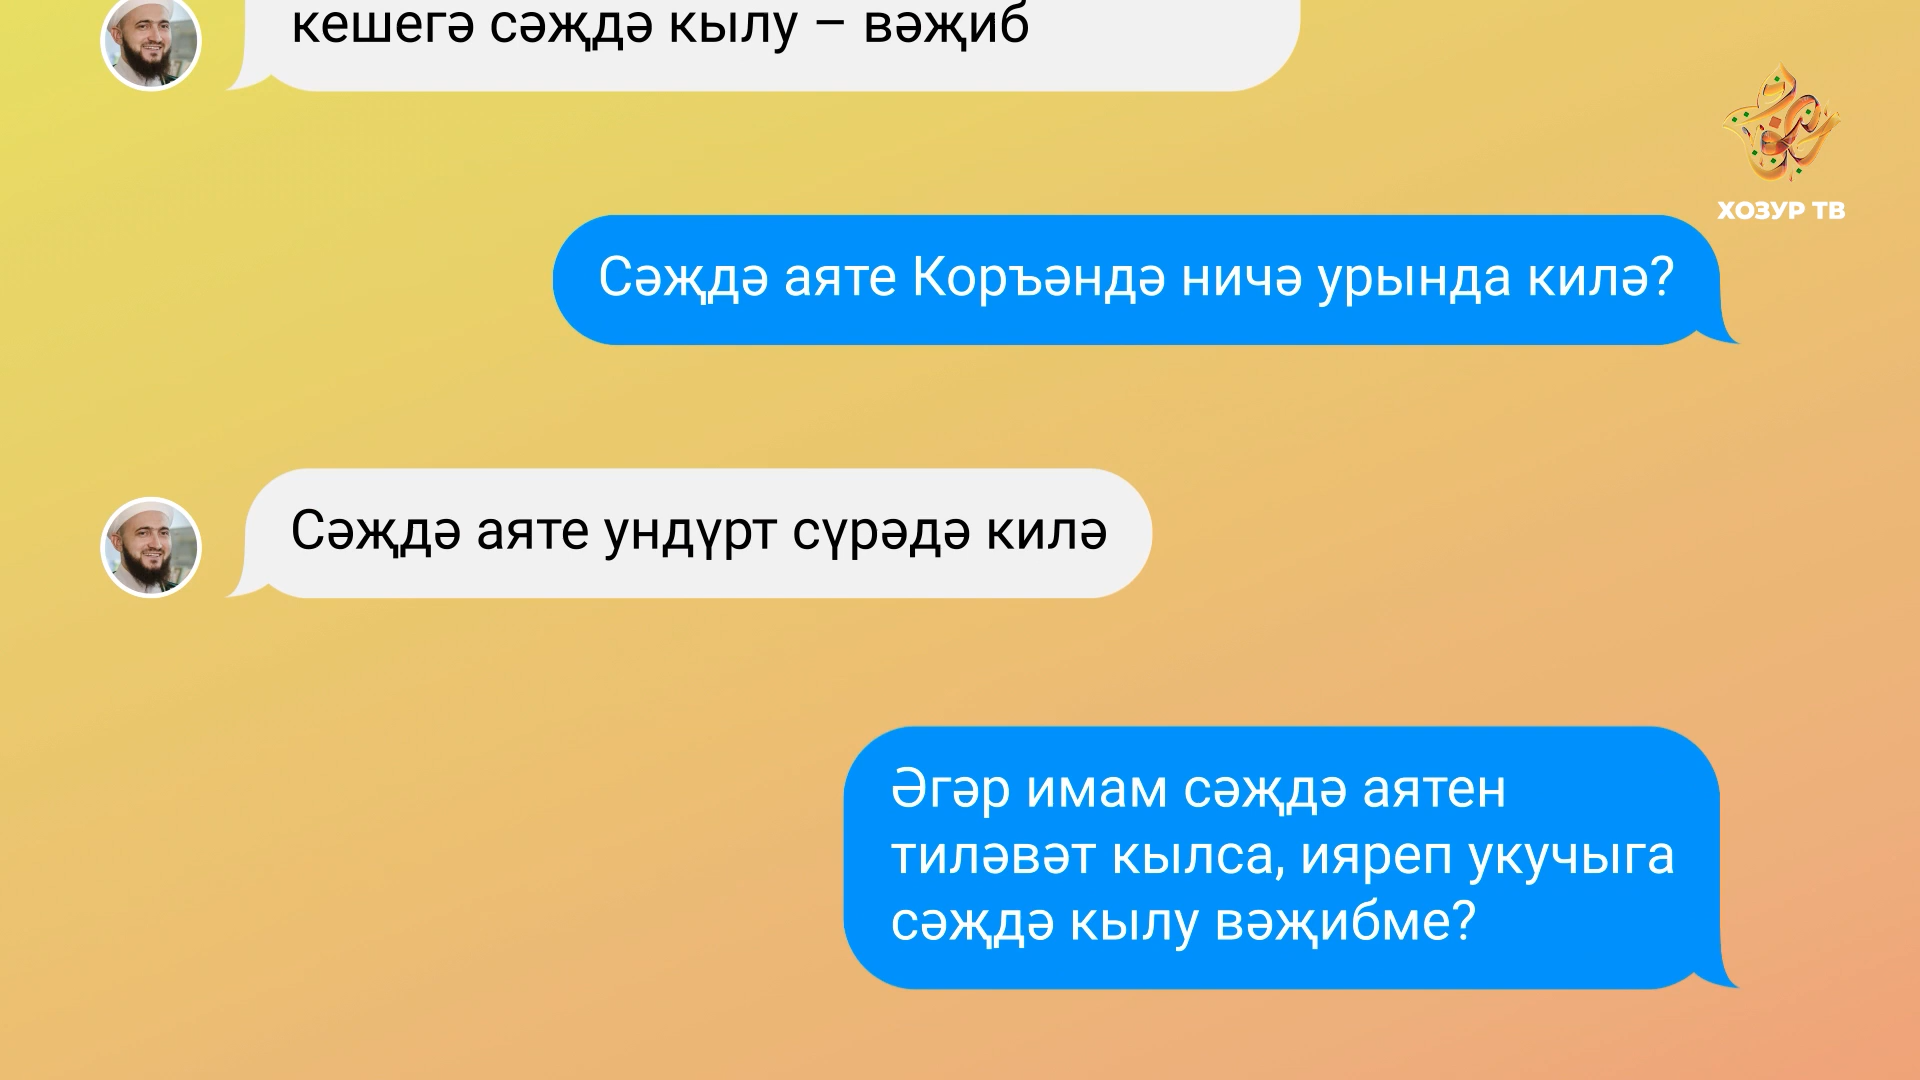 кешегә сәҗдә кылу – вәҗиб
ХОЗУР ТВ
Сәҗдә аяте Коръәндә ничә урында килә?
Сәҗдә аяте ундүрт сүрәдә килә
Әгәр имам сәҗдә аятен
тиләвәт кылса, ияреп укучыга
сәҗдә кылу вәҗибме?